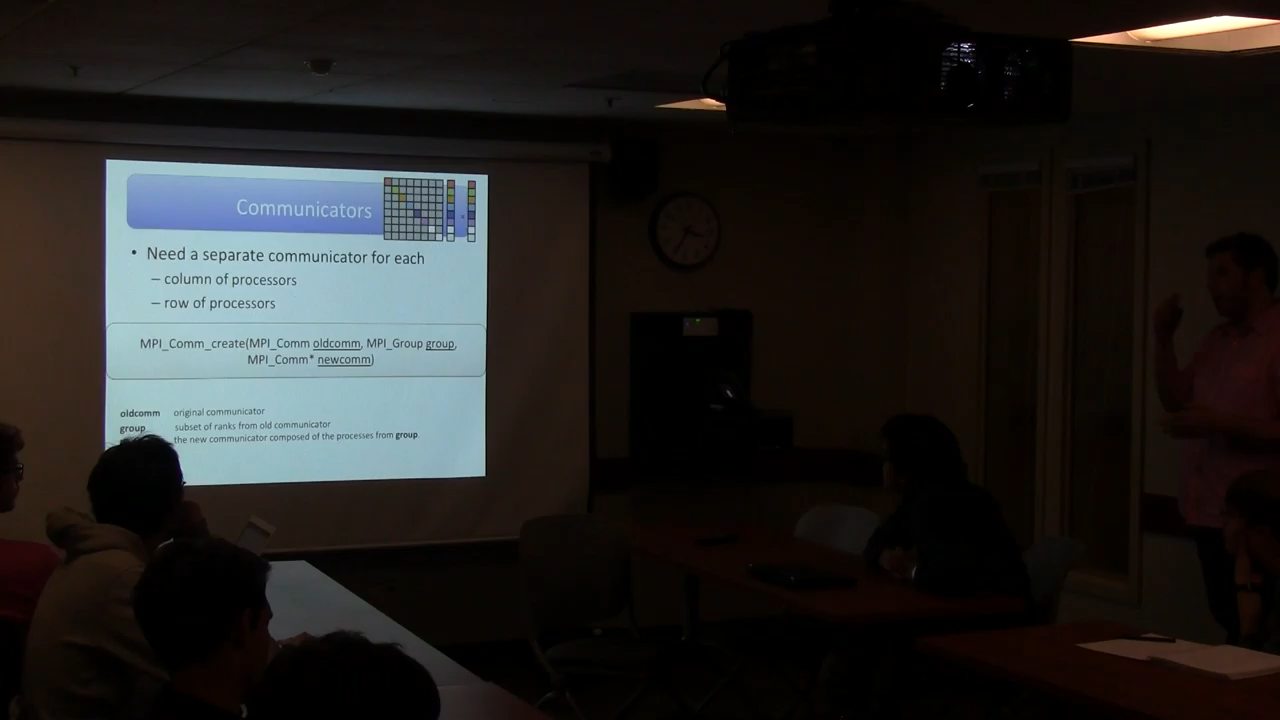 Communicators
• Need a separate communicator for each
– column of processors
– row of processors
MPI_Comm_create(MPI_Comm oldcomm, MPI_Group group,
MPI_Comm* newcomm)
oldcomm original communicator
group subset of ranks from old communicator
the new communicator composed of the processes from group.